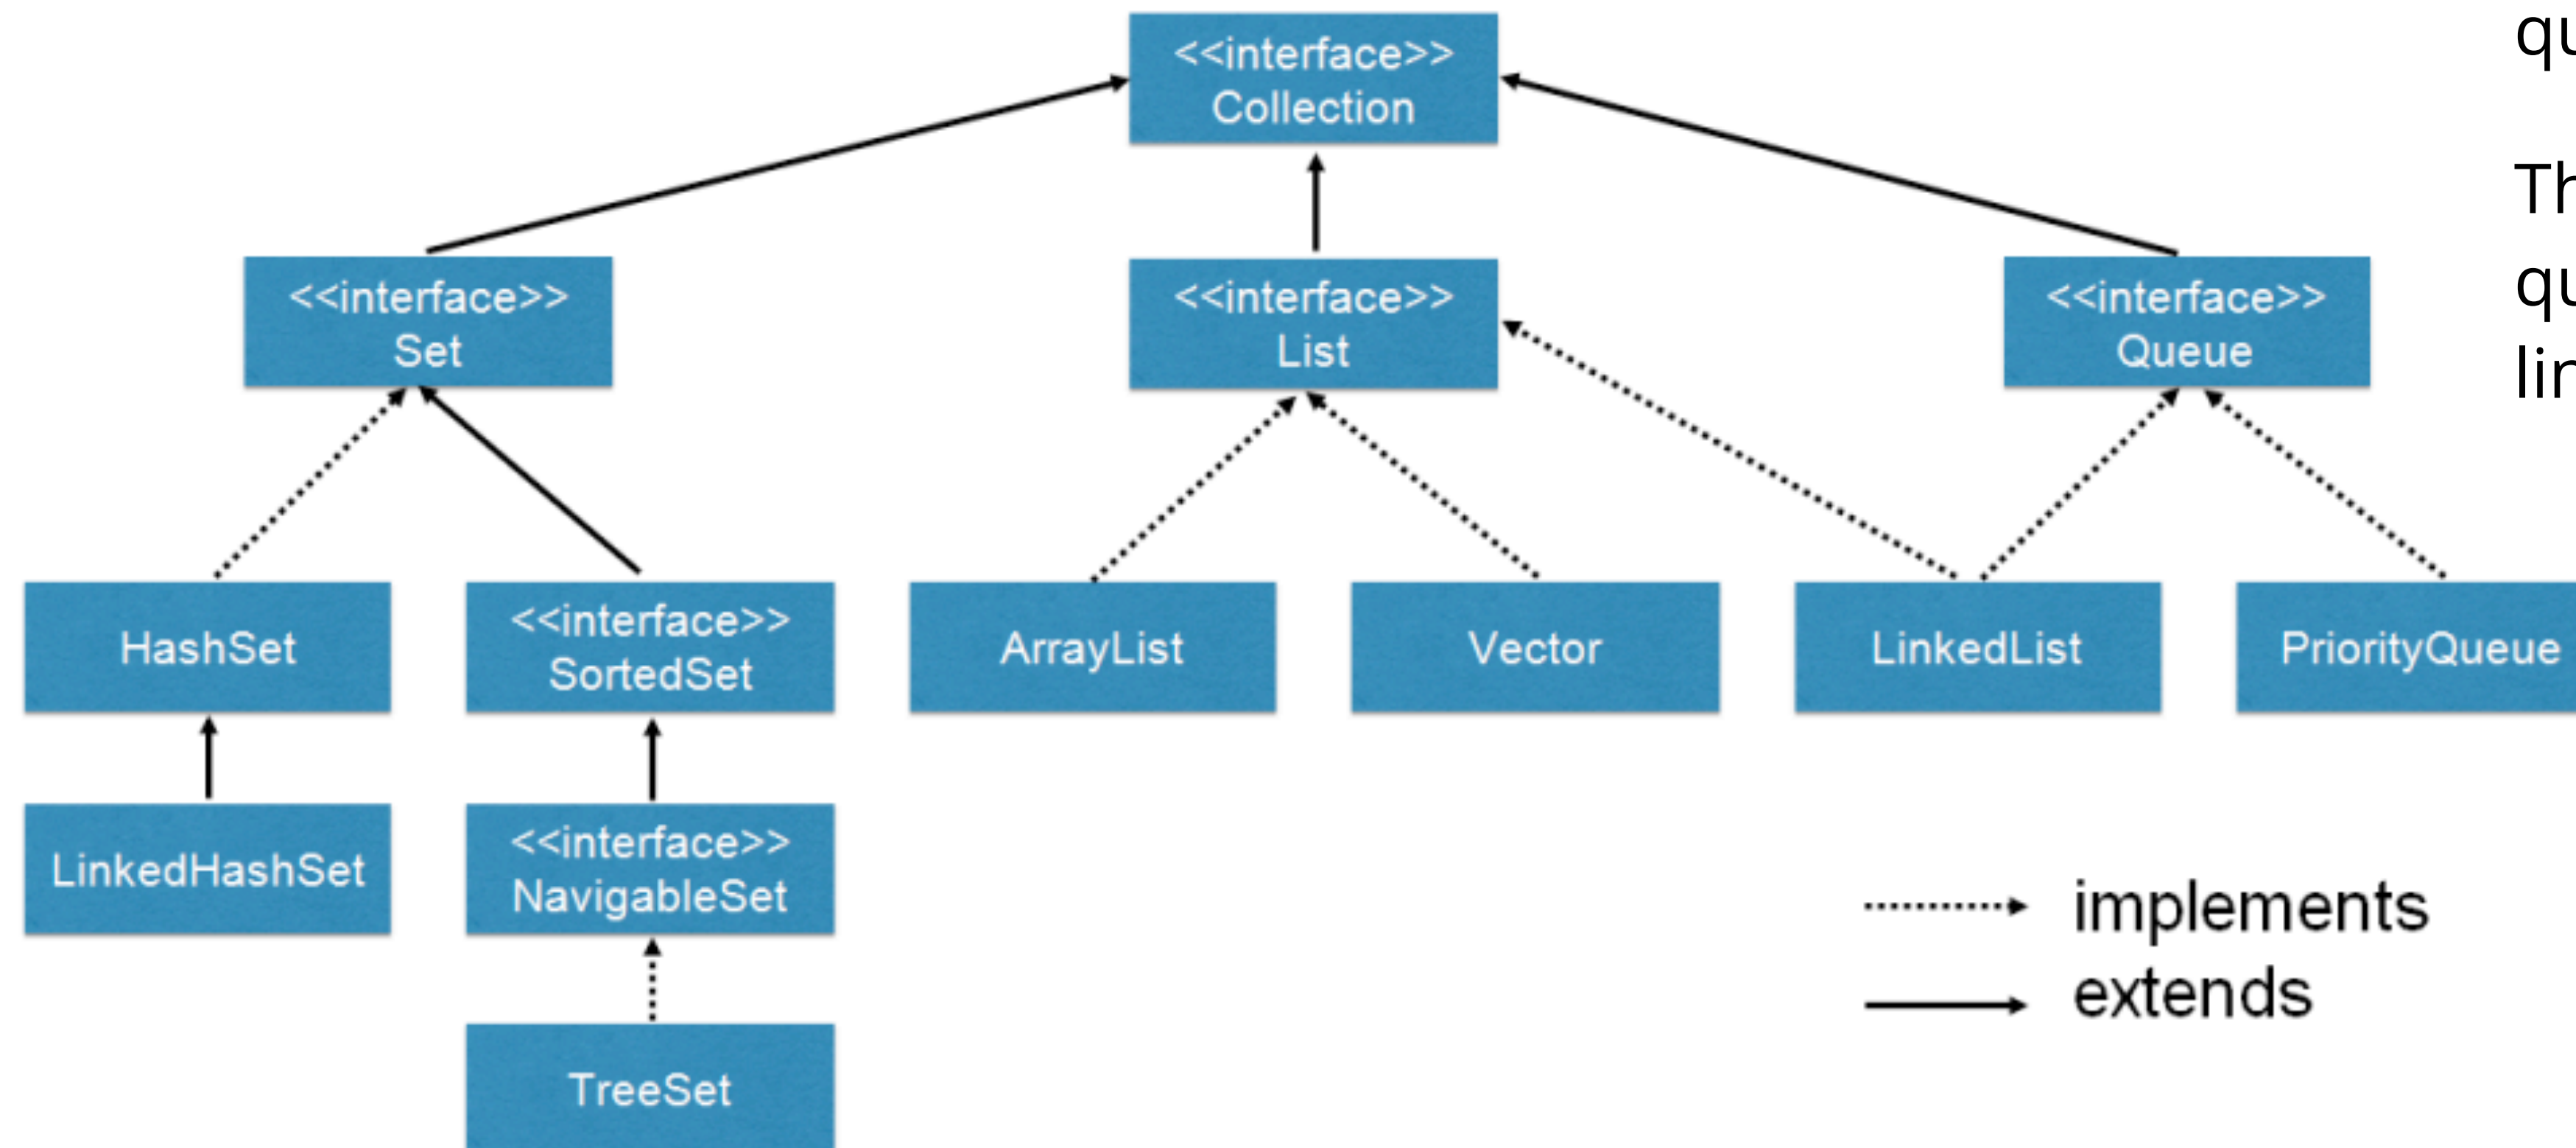 <<interface>>
Collection
<<interface>>
Set
<<interface>>
List
<<interface>>
Queue
HashSet
<<interface>>
SortedSet
ArrayList
Vector
LinkedList
PriorityQueue
LinkedHashSet
<<interface>>
NavigableSet
TreeSet
implements
extends